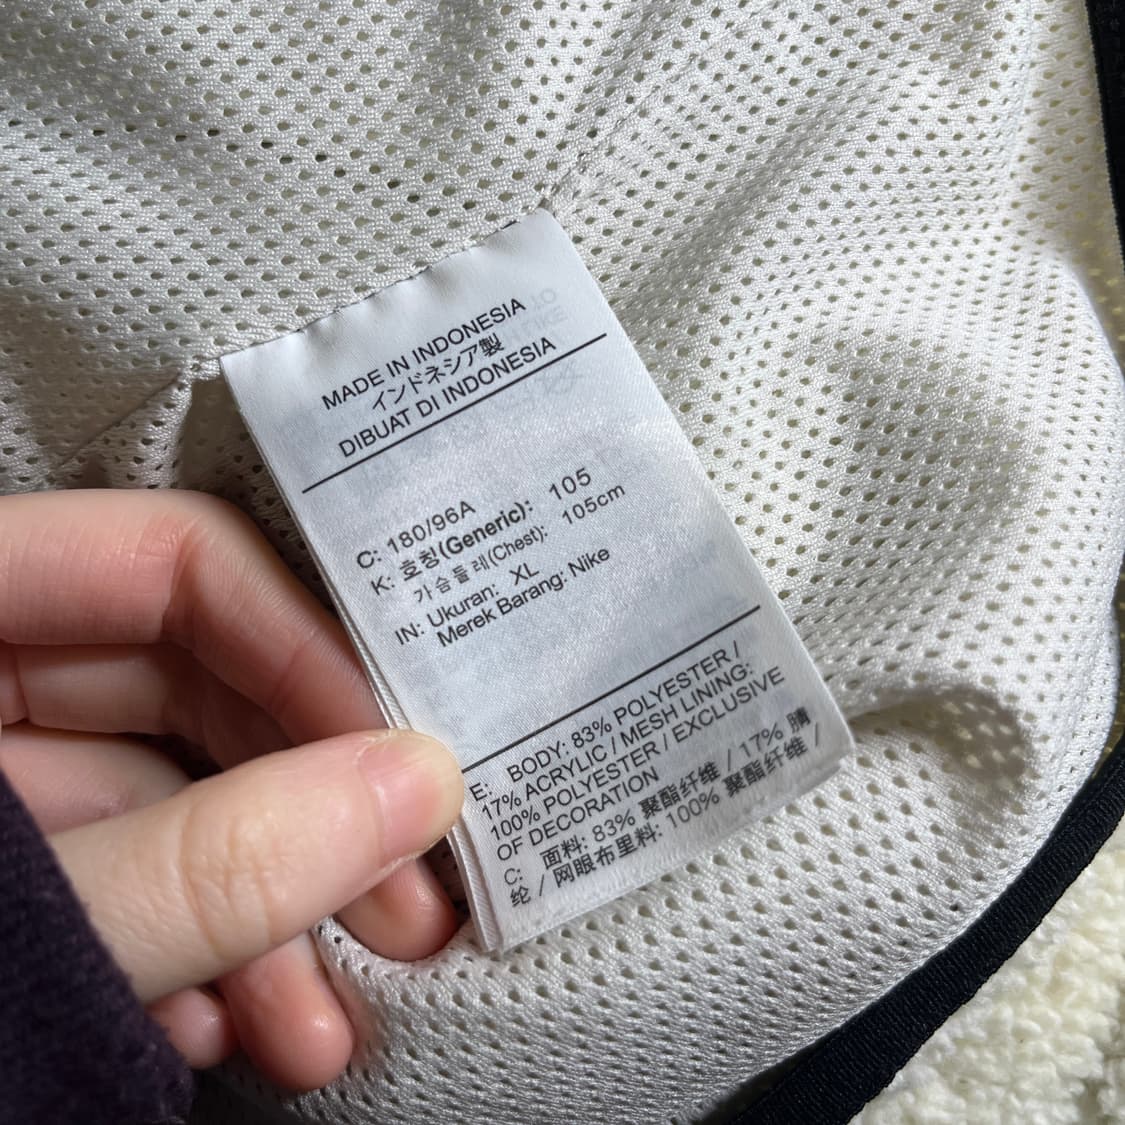 MADE IN INDONESIA
インドネシア製
DIBUAT DI INDONESIA
C: 180/96A
K: 호칭(Generic): 105
가슴둘레(Chest): 105cm
IN: Ukuran: XL
Merek Barang: Nike
E: BODY: 83% POLYESTER /
17% ACRYLIC / MESH LINING:
100% POLYESTER / EXCLUSIVE
OF DECORATION
C: 面料: 83% 聚酯纤维 / 17% 腈
纶 / 网眼布里料: 100% 聚酯纤维 /